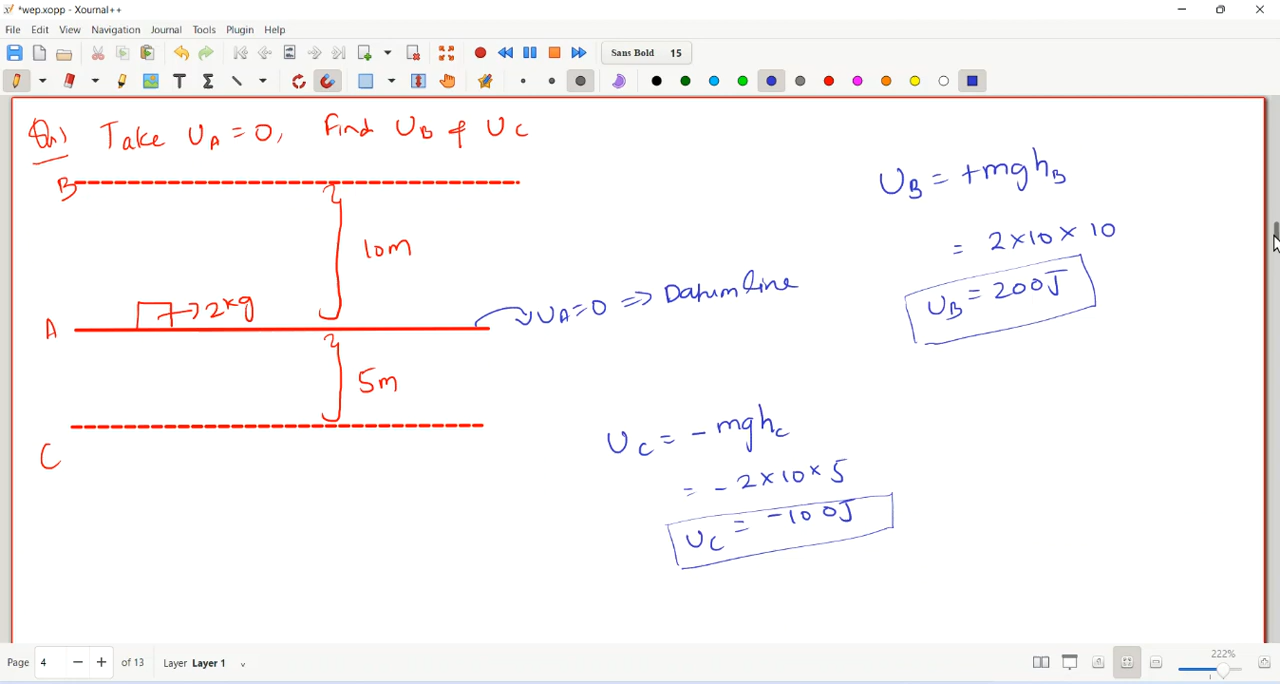 *wep.xopp - Xournal++
File Edit View Navigation Journal Tools Plugin Help
Sans Bold 15
Qn) Take UA = 0, Find UB & UC
B
10m
2kg
A
UA = 0 => Datum line
5m
C
UB = +mghB
= 2×10×10
UB = 200J
UC = -mghC
= -2×10×5
UC = -100J
Page 4 of 13 Layer Layer 1
223%